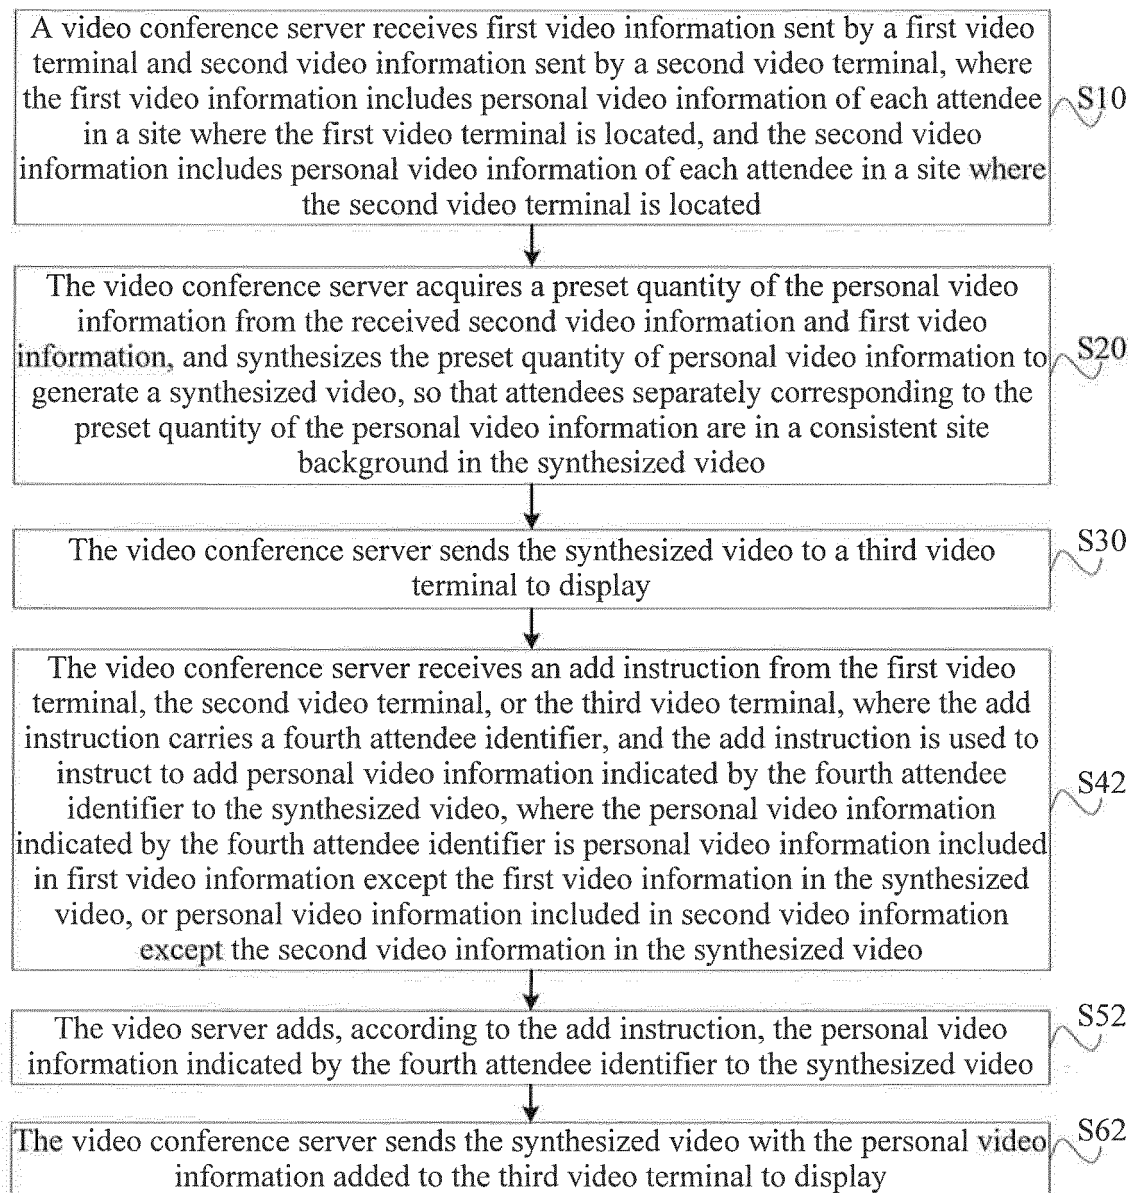 A video conference server receives first video information sent by a first video
terminal and second video information sent by a second video terminal, where
the first video information includes personal video information of each attendee
in a site where the first video terminal is located, and the second video
information includes personal video information of each attendee in a site where
the second video terminal is located
S10
The video conference server acquires a preset quantity of the personal video
information from the received second video information and first video
information, and synthesizes the preset quantity of personal video information to
generate a synthesized video, so that attendees separately corresponding to the
preset quantity of the personal video information are in a consistent site
background in the synthesized video
S20
The video conference server sends the synthesized video to a third video
terminal to display
S30
The video conference server receives an add instruction from the first video
terminal, the second video terminal, or the third video terminal, where the add
instruction carries a fourth attendee identifier, and the add instruction is used to
instruct to add personal video information indicated by the fourth attendee
identifier to the synthesized video, where the personal video information
indicated by the fourth attendee identifier is personal video information included
in first video information except the first video information in the synthesized
video, or personal video information included in second video information
except the second video information in the synthesized video
S42
The video server adds, according to the add instruction, the personal video
information indicated by the fourth attendee identifier to the synthesized video
S52
The video conference server sends the synthesized video with the personal video
information added to the third video terminal to display
S62